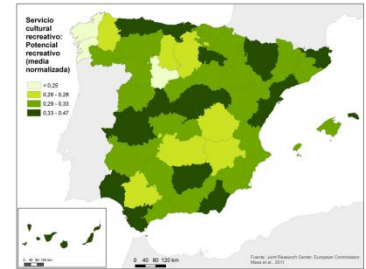 Servicio
cultural
recreativo:
Potencial
recreativo
(media
normalizada)
< 0,25
0,26 - 0,28
0,29 - 0,33
0,33 - 0,47
0 40 80 120 km
Fuente: Joint Research Center, European Commission
Maes et al., 2011